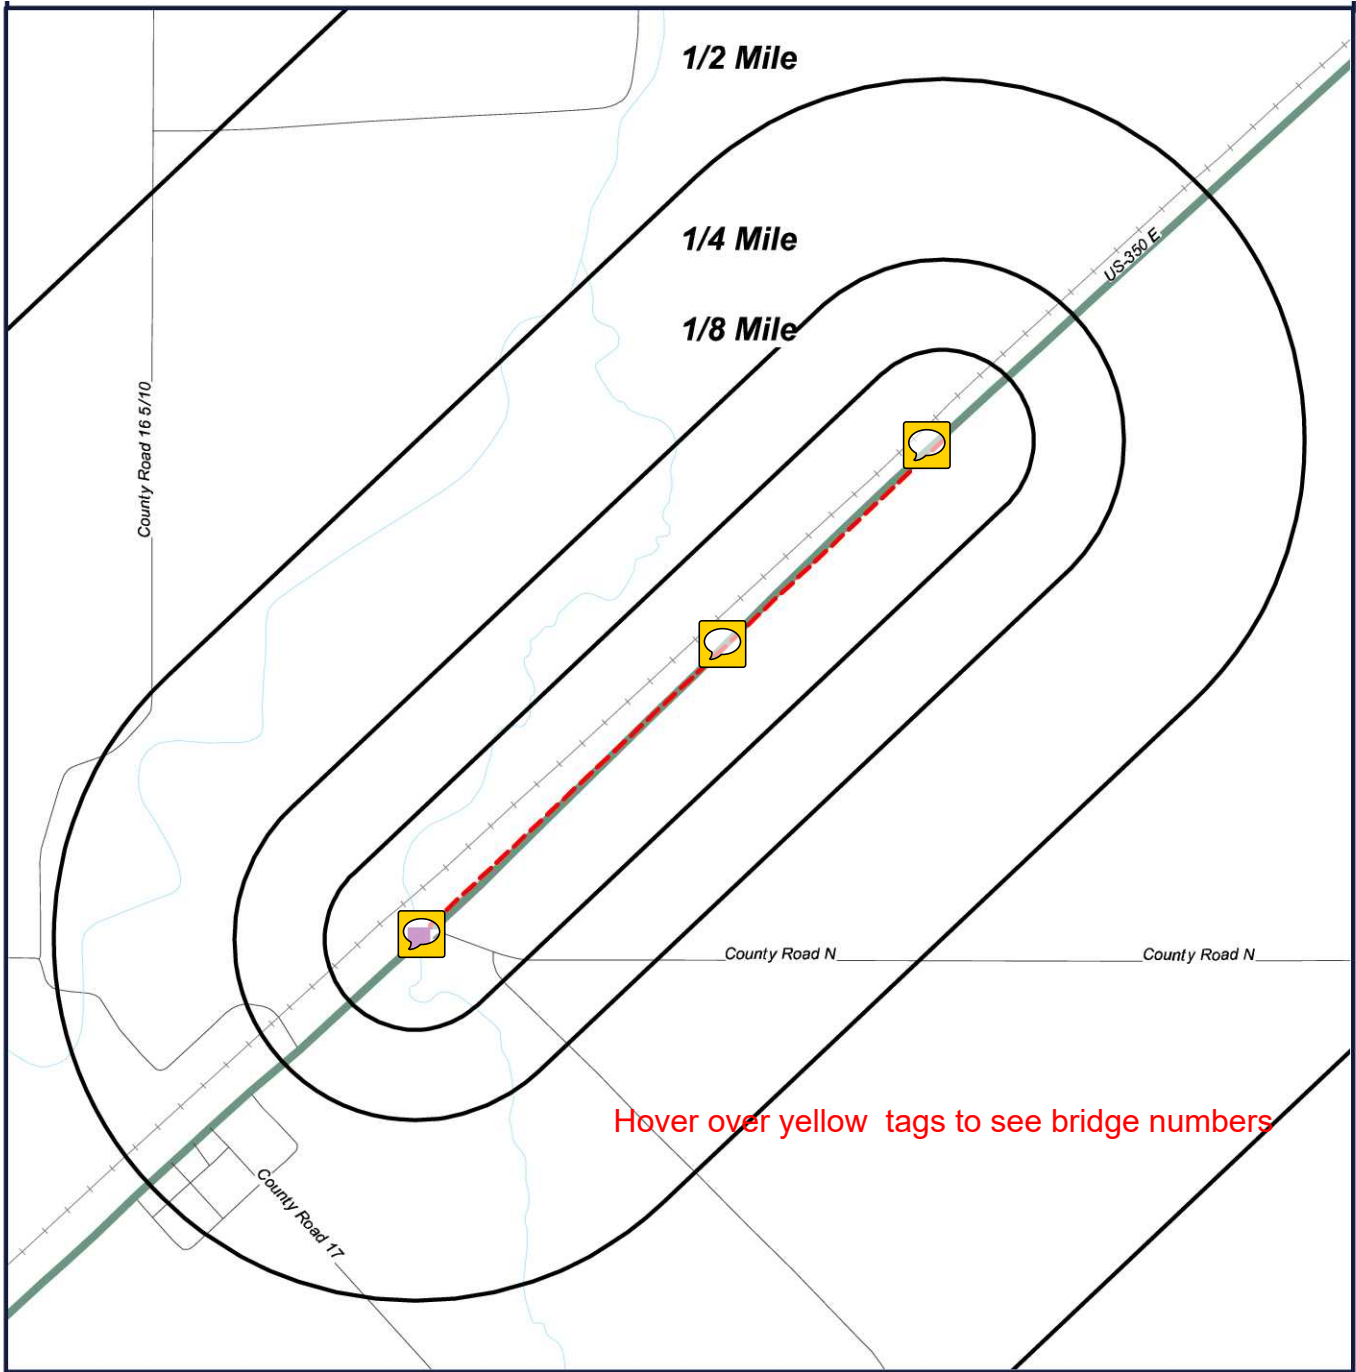 1/2 Mile
1/4 Mile
US-350 E
1/8 Mile
County Road 16 5/10
County Road N
County Road N
Hover over yellow  tags to see bridge numbers
County Road 17